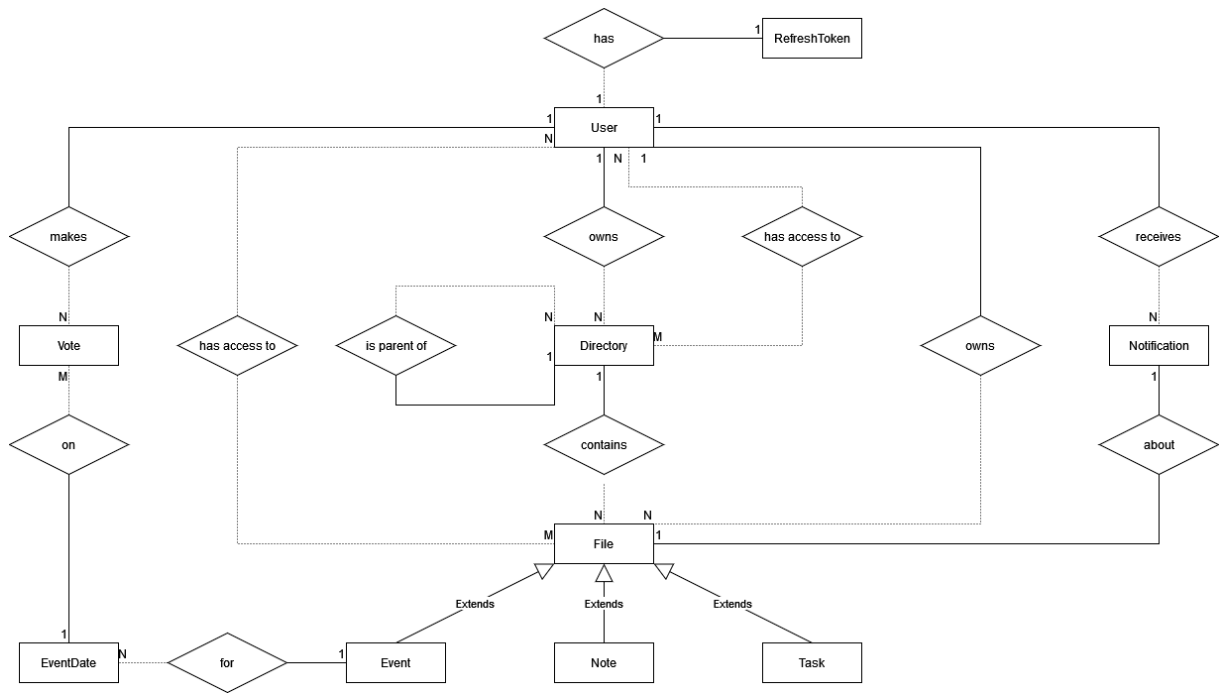 has
1
RefreshToken
1
1
User
1
N
1
N
1
makes
owns
has access to
receives
N
N
N
N
Vote
has access to
is parent of
1
Directory
M
owns
Notification
M
1
1
on
contains
about
N
N
M
File
1
Extends
Extends
Extends
1
EventDate
N
for
1
Event
Note
Task